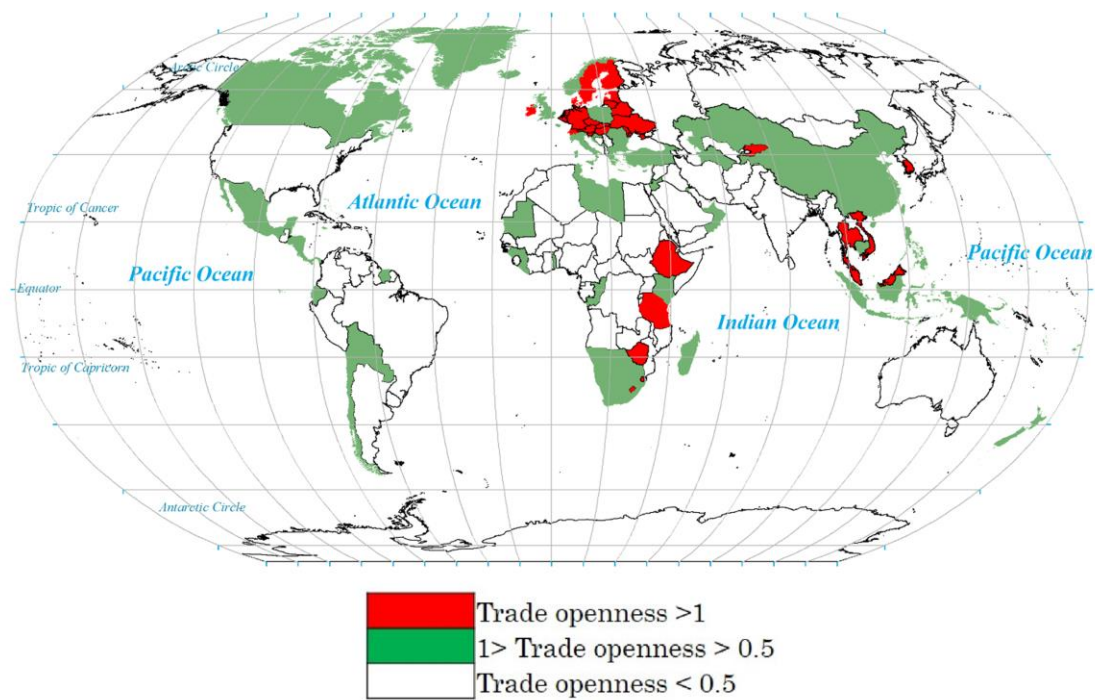 Arctic Circle
Atlantic Ocean
Tropic of Cancer
Pacific Ocean
Pacific Ocean
Equator
Indian Ocean
Tropic of Capricorn
Antarctic Circle
Trade openness >1
1> Trade openness > 0.5
Trade openness < 0.5